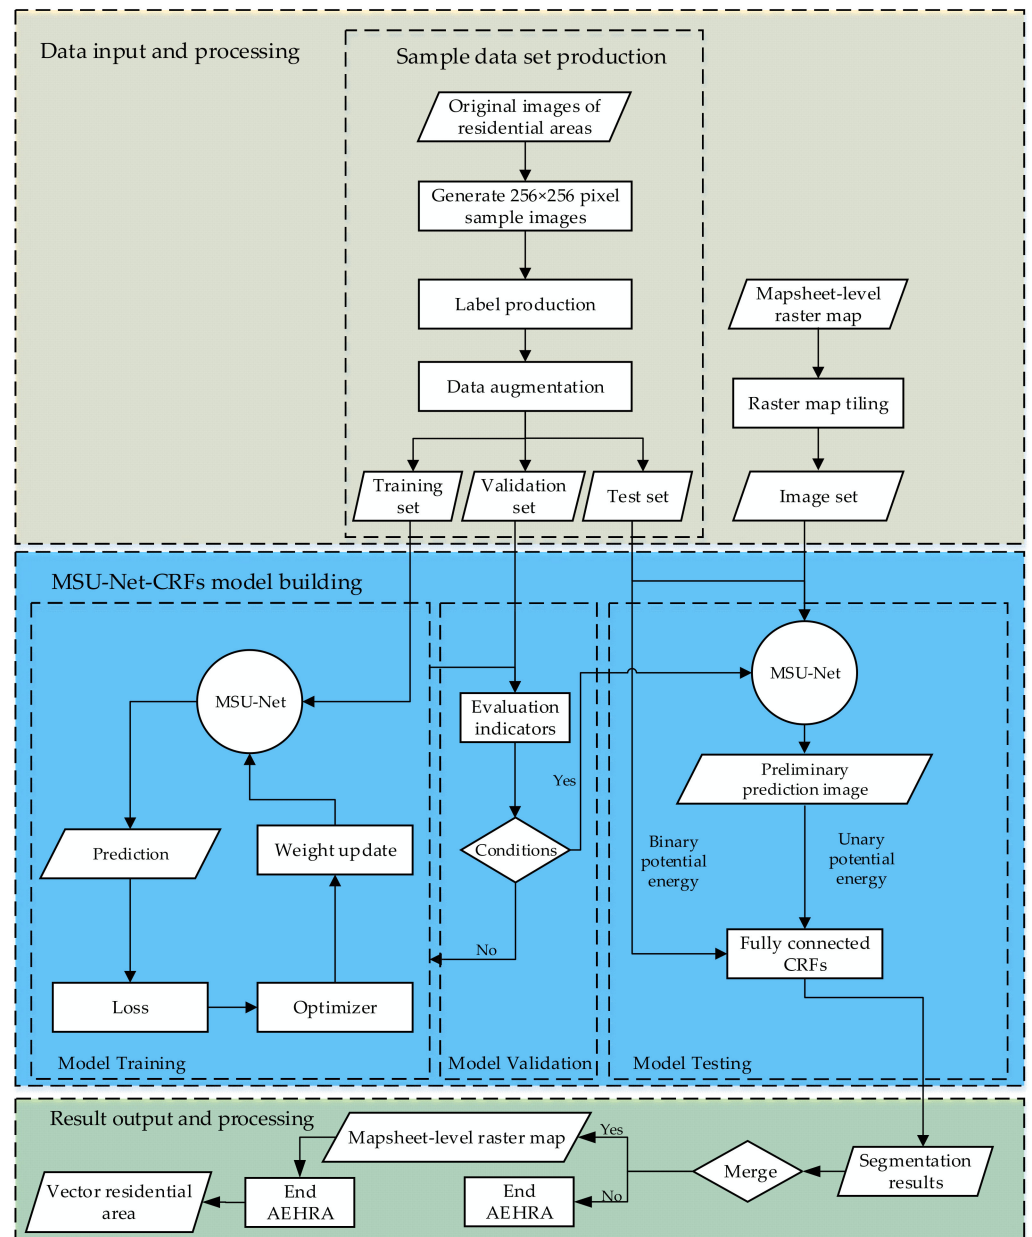 Data input and processing
Sample data set production
Original images of
residential areas
Generate 256×256 pixel
sample images
Label production
Data augmentation
Training
set
Validation
set
Test set
Mapsheet-level
raster map
Raster map tiling
Image set
MSU-Net-CRFs model building
MSU-Net
Prediction
Weight update
Loss
Optimizer
Model Training
Evaluation
indicators
Yes
Conditions
No
Model Validation
MSU-Net
Preliminary
prediction image
Binary
potential
energy
Unary
potential
energy
Fully connected
CRFs
Model Testing
Result output and processing
Segmentation
results
Merge
Yes
No
Mapsheet-level raster map
End
AEHRA
End
AEHRA
Vector residential
area